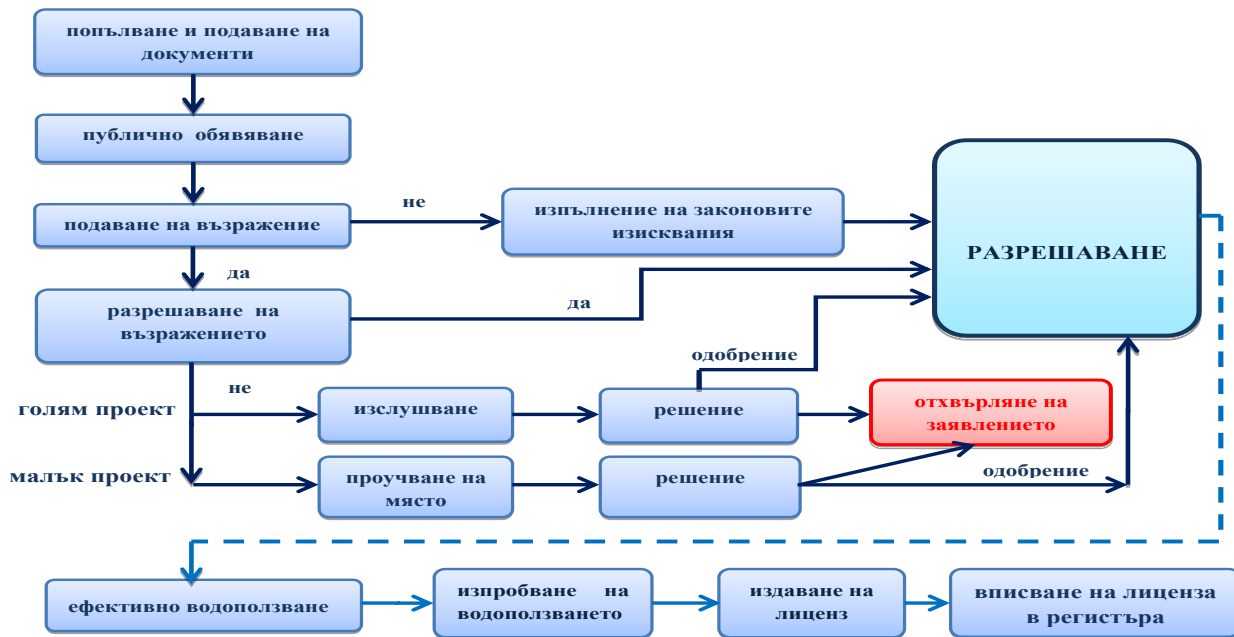 попълване и подаване на
документи
публично обявяване
подаване на възражение
не
изпълнение на законовите
изисквания
РАЗРЕШАВАНЕ
да
разрешаване на
възражението
да
одобрение
голям проект
не
изслушване
решение
отхвърляне на
заявлението
малък проект
проучване на
място
решение
одобрение
ефективно водоползване
изпробване на
водоползването
издаване на
лиценз
вписване на лиценза
в регистъра